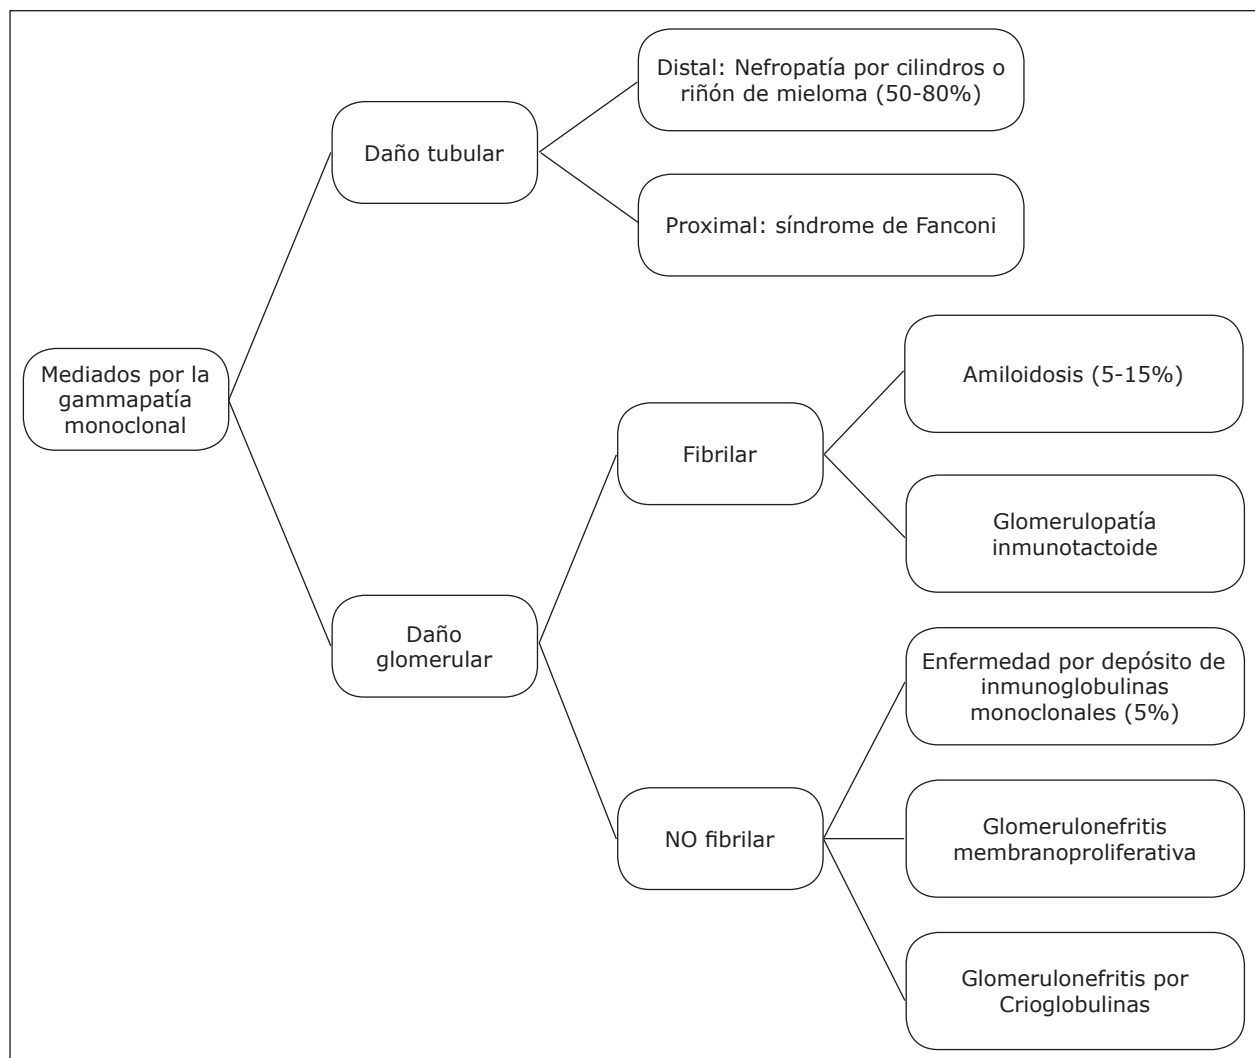 Distal: Nefropatía por cilindros o
riñón de mieloma (50-80%)
Daño tubular
Proximal: síndrome de Fanconi
Mediados por la
gammapatía
monoclonal
Amiloidosis (5-15%)
Fibrilar
Glomerulopatía
inmunotactoide
Daño
glomerular
Enfermedad por depósito de
inmunoglobulinas
monoclonales (5%)
NO fibrilar
Glomerulonefritis
membranoproliferativa
Glomerulonefritis por
Crioglobulinas